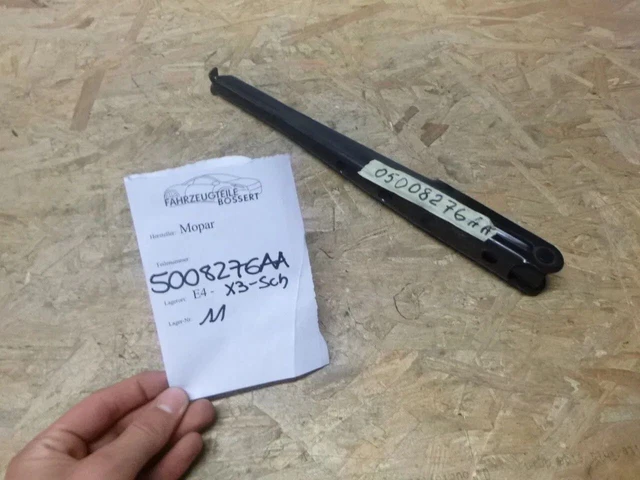 FAHRZEUGTEILE
BOSSERT
Hersteller: Mopar
Teilenummer:
5008276AA
Lagerort: E4 - X3-Sch
Lager-Nr. 11
05008276AA